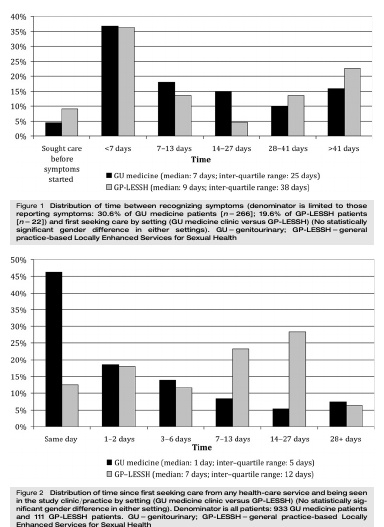 40%
35%
30%
25%
20%
15%
10%
5%
0%
Sought care
before
symptoms
started
<7 days
7–13 days
14–27 days
28–41 days
>41 days
Time
GU medicine (median: 7 days; inter-quartile range: 25 days)
GP-LESSH (median: 9 days; inter-quartile range: 38 days)
Figure 1 Distribution of time between recognizing symptoms (denominator is limited to those
reporting symptoms: 30.6% of GU medicine patients [n=266]; 19.6% of GP-LESSH patients
[n=22]) and first seeking care by setting (GU medicine clinic versus GP-LESSH) (No statistically
significant gender difference in either settings). GU=genitourinary; GP-LESSH=general
practice-based Locally Enhanced Services for Sexual Health
50%
45%
40%
35%
30%
25%
20%
15%
10%
5%
0%
Same day
1–2 days
3–6 days
7–13 days
14–27 days
28+ days
Time
GU medicine (median: 1 day; inter-quartile range: 5 days)
GP-LESSH (median: 7 days; inter-quartile range: 12 days)
Figure 2 Distribution of time since first seeking care from any health-care service and being seen
in the study clinic/practice by setting (GU medicine clinic versus GP-LESSH) (No statistically sig-
nificant gender difference in either setting). Denominator is all patients: 933 GU medicine patients
and 111 GP-LESSH patients. GU=genitourinary; GP-LESSH=general practice-based Locally
Enhanced Services for Sexual Health